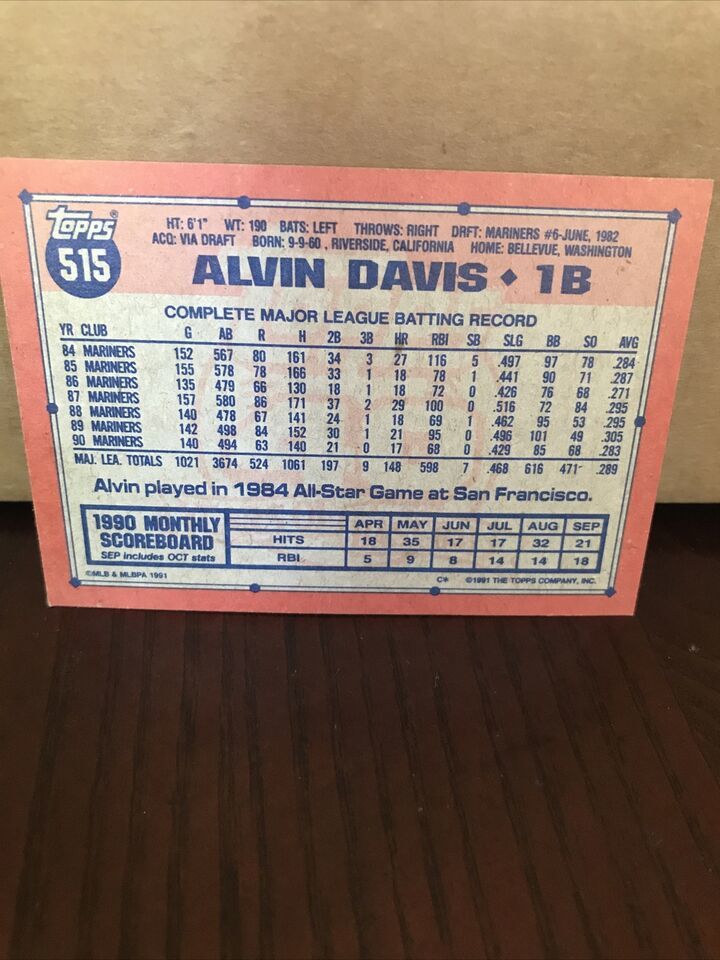 topps®
515
HT: 6'1" WT: 190 BATS: LEFT THROWS: RIGHT DRFT: MARINERS #6-JUNE, 1982
ACQ: VIA DRAFT BORN: 9-9-60 , RIVERSIDE, CALIFORNIA HOME: BELLEVUE, WASHINGTON
ALVIN DAVIS ♦ 1B
COMPLETE MAJOR LEAGUE BATTING RECORD
YR CLUB G AB R H 2B 3B HR RBI SB SLG BB SO AVG
84 MARINERS 152 567 80 161 34 3 27 116 5 .497 97 78 .284
85 MARINERS 155 578 78 166 33 1 18 78 1 .441 90 71 .287
86 MARINERS 135 479 66 130 18 1 18 72 0 .426 76 68 .271
87 MARINERS 157 580 86 171 37 2 29 100 0 .516 72 84 .295
88 MARINERS 140 478 67 141 24 1 18 69 1 .462 95 53 .295
89 MARINERS 142 498 84 152 30 1 21 95 0 .496 101 49 .305
90 MARINERS 140 494 63 140 21 0 17 68 0 .429 85 68 .283
MAJ. LEA. TOTALS 1021 3674 524 1061 197 9 148 598 7 .468 616 471 .289
Alvin played in 1984 All-Star Game at San Francisco.
1990 MONTHLY SCOREBOARD
SEP includes OCT stats
APR MAY JUN JUL AUG SEP
HITS 18 35 17 17 32 21
RBI 5 9 8 14 14 18
©MLB & MLBPA 1991
C* ©1991 THE TOPPS COMPANY, INC.